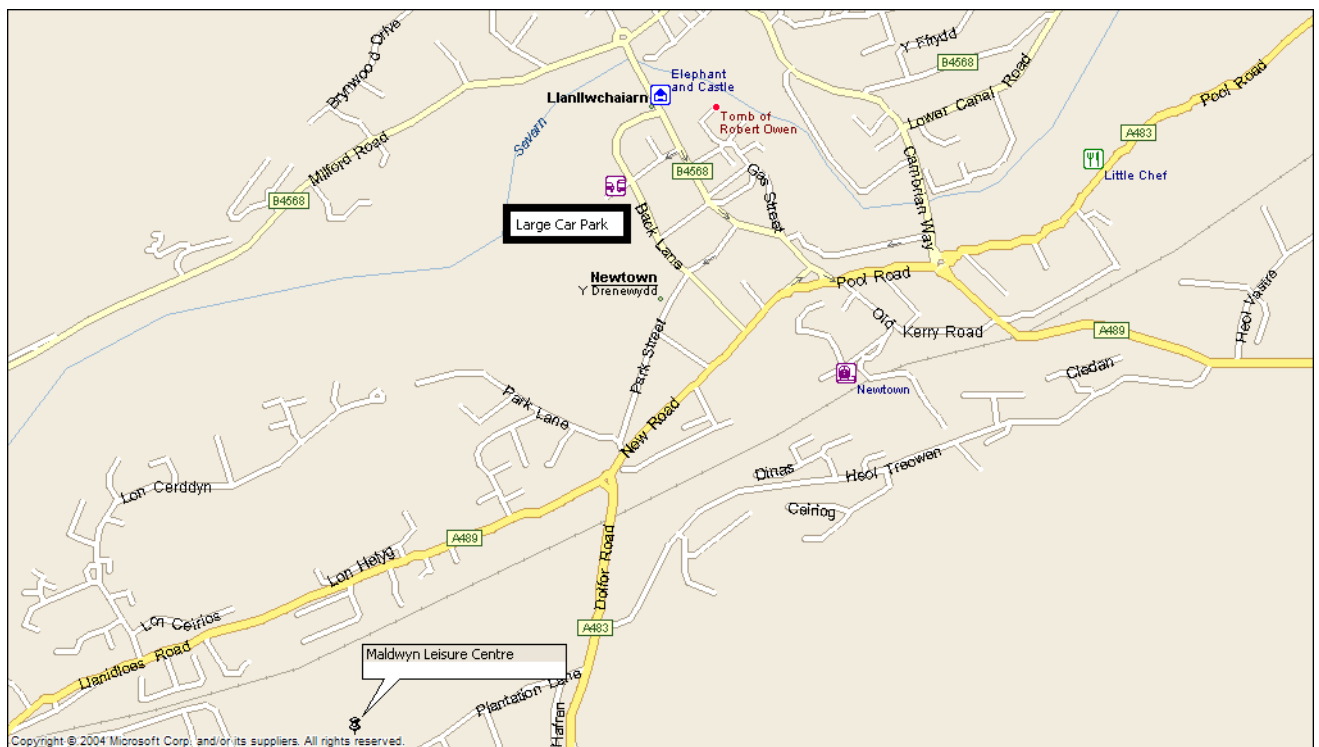 Brynwood Drive
Y Ffrydd
B4568
B4568
Elephant
and Castle
Pool Road
Llanllwchaiarn
Lower Canal Road
Tomb of
Robert Owen
A483
Severn
Milford Road
B4568
Little Chef
Gas Street
Cambrian Way
B4568
Large Car Park
Back Lane
Newtown
Y Drenewydd
Pool Road
Old Kerry Road
Heol Vastre
A489
Park Street
Cledan
Newtown
Park Lane
New Road
Dinas
Heol Treowen
Lon Cerddyn
Ceiriog
A489
Lon Helyg
Dolfor Road
Lon Ceirios
A483
Llanidloes Road
Maldwyn Leisure Centre
Plantation Lane
Hafren
Copyright © 2004 Microsoft Corp. and/or its suppliers. All rights reserved.